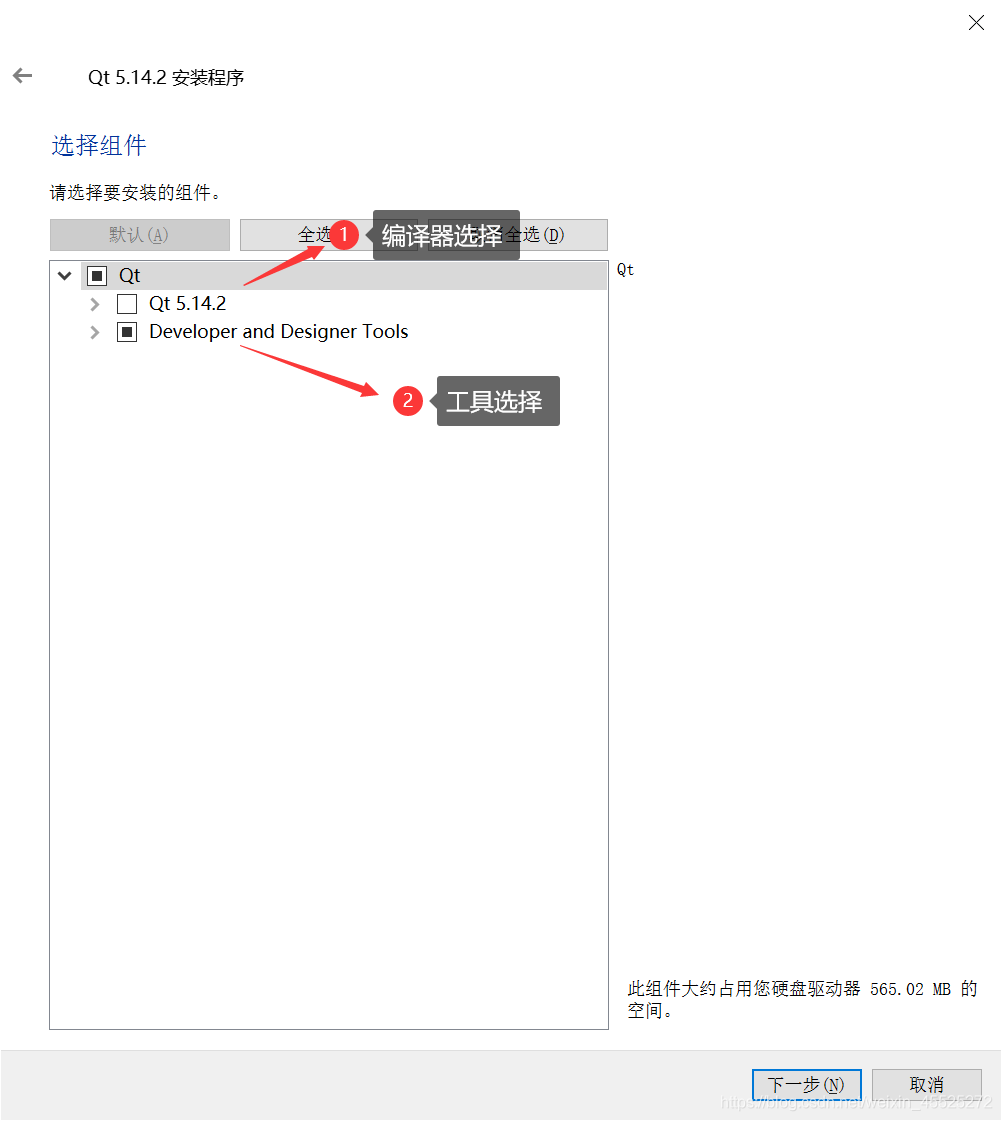 Qt 5.14.2 安装程序
选择组件
请选择要安装的组件。
默认(A)
全选
1
编译器选择
全选(D)
Qt
Qt
Qt 5.14.2
Developer and Designer Tools
2
工具选择
此组件大约占用您硬盘驱动器 565.02 MB 的
空间。
下一步(N)
取消
https://blog.csdn.net/weixin_45525272